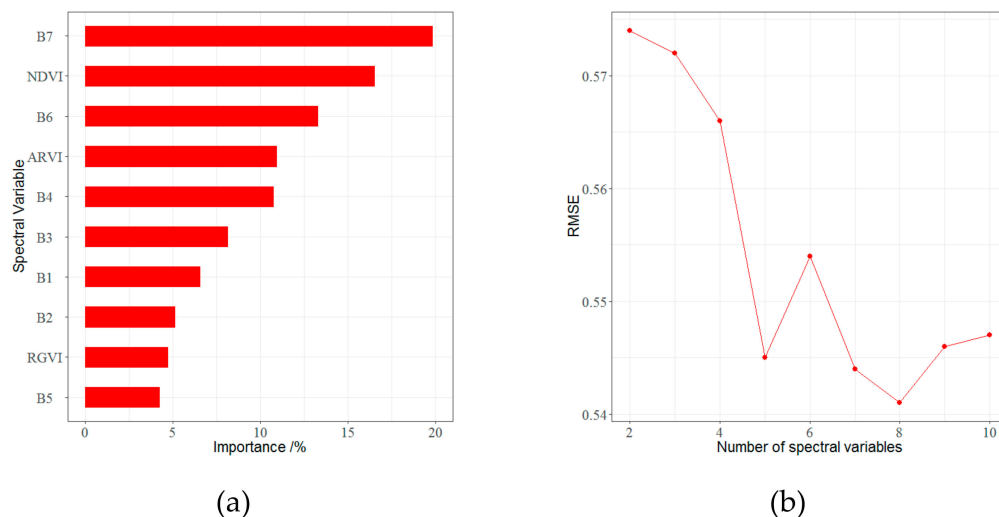 Spectral Variable
B7
NDVI
B6
ARVI
B4
B3
B1
B2
RGVI
B5
0 5 10 15 20
Importance /%
(a)
RMSE
0.57
0.56
0.55
0.54
2 4 6 8 10
Number of spectral variables
(b)